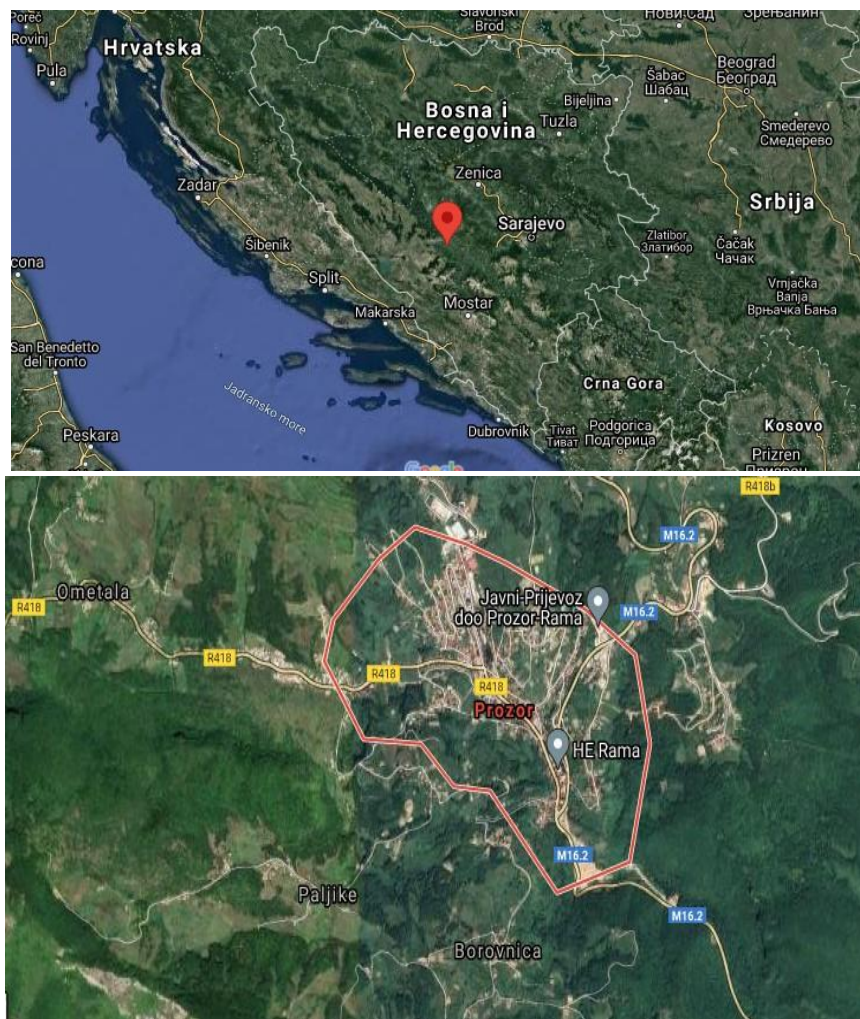 Poreč
Rovinj
Pula
Hrvatska
Slavonski
Brod
Нови Сад
Зрењанин
Beograd
Београд
Šabac
Шабац
Bijeljina
Bosna i
Hercegovina
Tuzla
Smederevo
Смедерево
Zenica
Zadar
Srbija
Sarajevo
Zlatibor
Златибор
Čačak
Чачак
Šibenik
Split
cona
Vrnjačka
Banja
Врњачка Бања
Mostar
Makarska
San Benedetto
del Tronto
Crna Gora
Jadransko more
Kosovo
Peskara
Dubrovnik
Tivat
Тиват
Podgorica
Подгорица
Prizren
R418b
M16.2
Ometala
R418
Javni-Prijevoz
doo Prozor-Rama
M16.2
R418
R418
R418
Prozor
HE Rama
M16.2
Paljike
M16.2
Borovnica